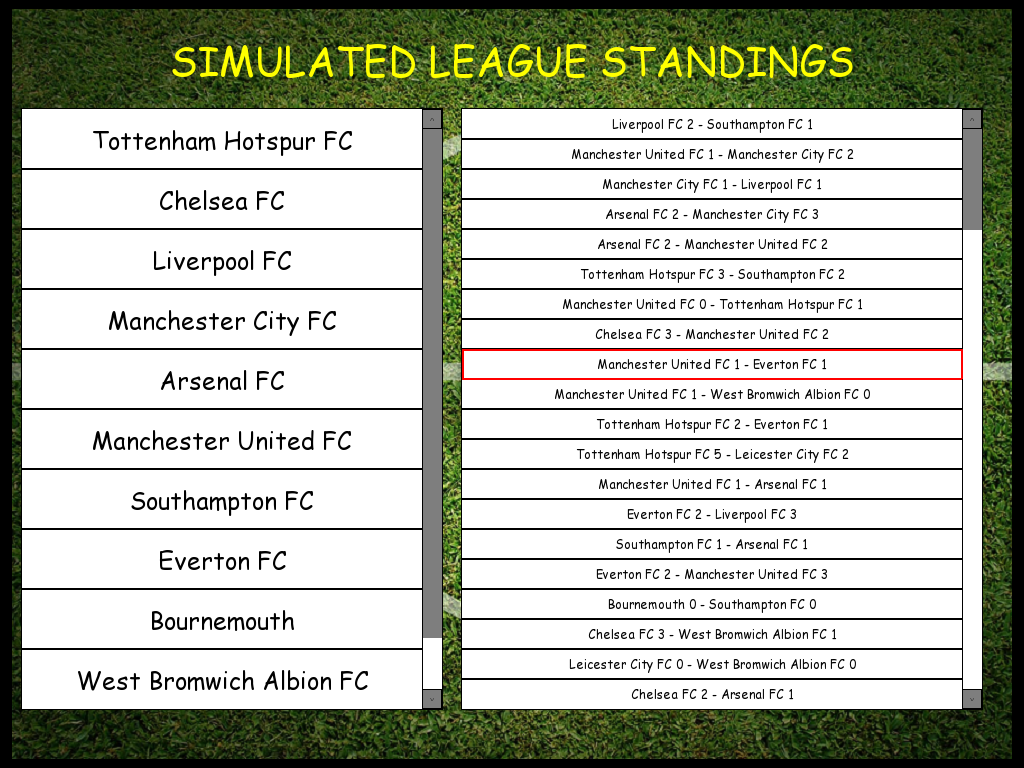 SIMULATED LEAGUE STANDINGS
Tottenham Hotspur FC
Chelsea FC
Liverpool FC
Manchester City FC
Arsenal FC
Manchester United FC
Southampton FC
Everton FC
Bournemouth
West Bromwich Albion FC
Liverpool FC 2 - Southampton FC 1
Manchester United FC 1 - Manchester City FC 2
Manchester City FC 1 - Liverpool FC 1
Arsenal FC 2 - Manchester City FC 3
Arsenal FC 2 - Manchester United FC 2
Tottenham Hotspur FC 3 - Southampton FC 2
Manchester United FC 0 - Tottenham Hotspur FC 1
Chelsea FC 3 - Manchester United FC 2
Manchester United FC 1 - Everton FC 1
Manchester United FC 1 - West Bromwich Albion FC 0
Tottenham Hotspur FC 2 - Everton FC 1
Tottenham Hotspur FC 5 - Leicester City FC 2
Manchester United FC 1 - Arsenal FC 1
Everton FC 2 - Liverpool FC 3
Southampton FC 1 - Arsenal FC 1
Everton FC 2 - Manchester United FC 3
Bournemouth 0 - Southampton FC 0
Chelsea FC 3 - West Bromwich Albion FC 1
Leicester City FC 0 - West Bromwich Albion FC 0
Chelsea FC 2 - Arsenal FC 1